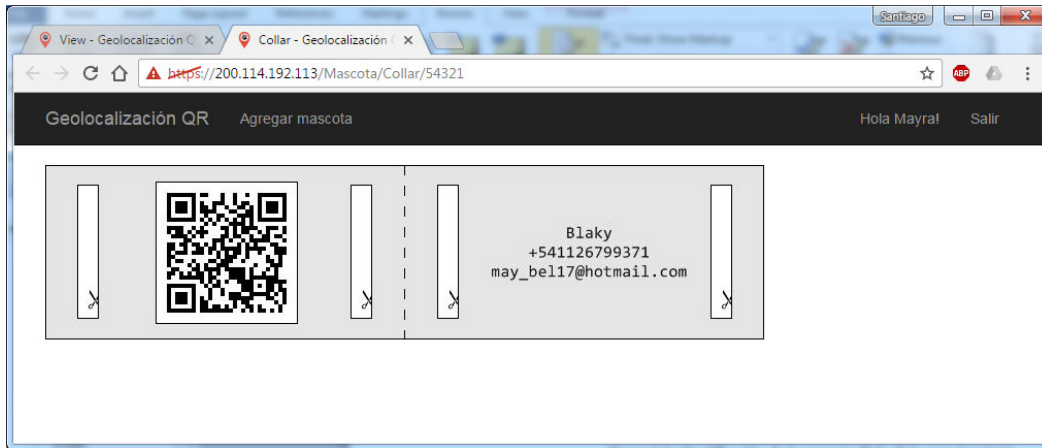 Santiago
View - Geolocalización Q
Collar - Geolocalización (
https://200.114.192.113/Mascota/Collar/54321
ABP
Geolocalización QR Agregar mascota Hola Mayra! Salir
Blaky
+541126799371
may_bel17@hotmail.com